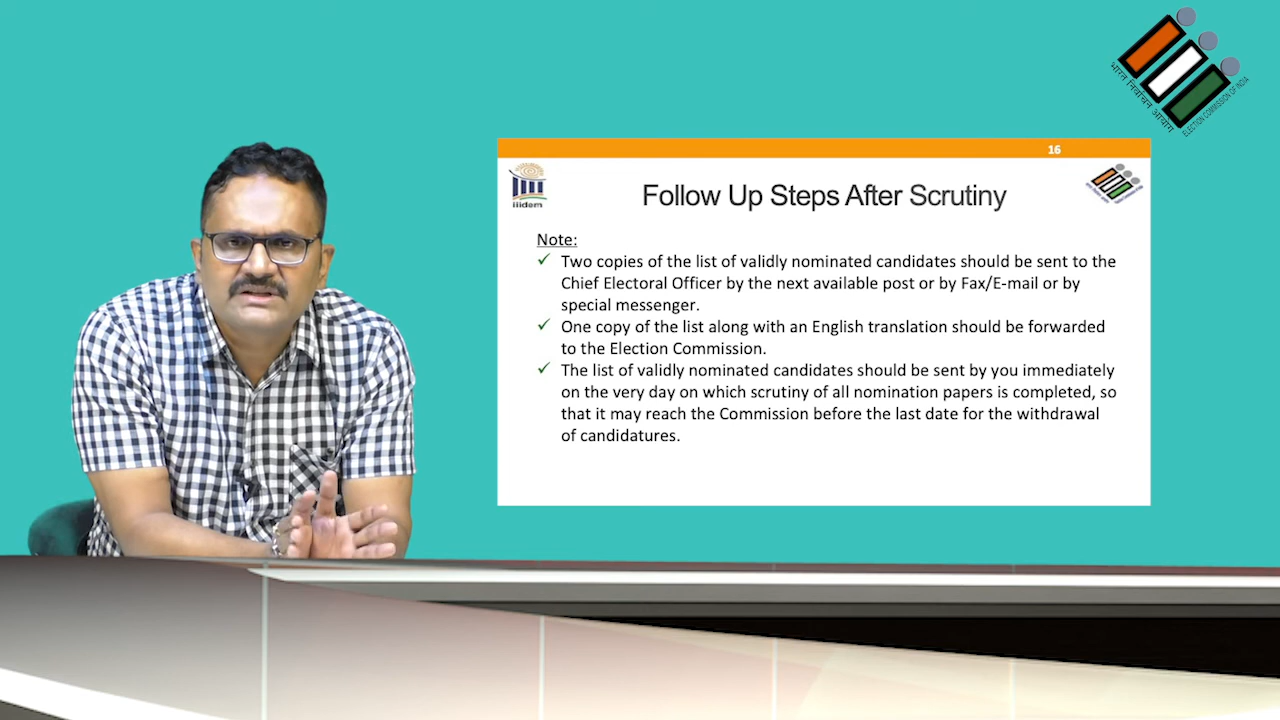 भारत निर्वाचन आयोग
ELECTION COMMISSION OF INDIA
16
iiidem
Follow Up Steps After Scrutiny
Note:
✓ Two copies of the list of validly nominated candidates should be sent to the
Chief Electoral Officer by the next available post or by Fax/E-mail or by
special messenger.
✓ One copy of the list along with an English translation should be forwarded
to the Election Commission.
✓ The list of validly nominated candidates should be sent by you immediately
on the very day on which scrutiny of all nomination papers is completed, so
that it may reach the Commission before the last date for the withdrawal
of candidatures.